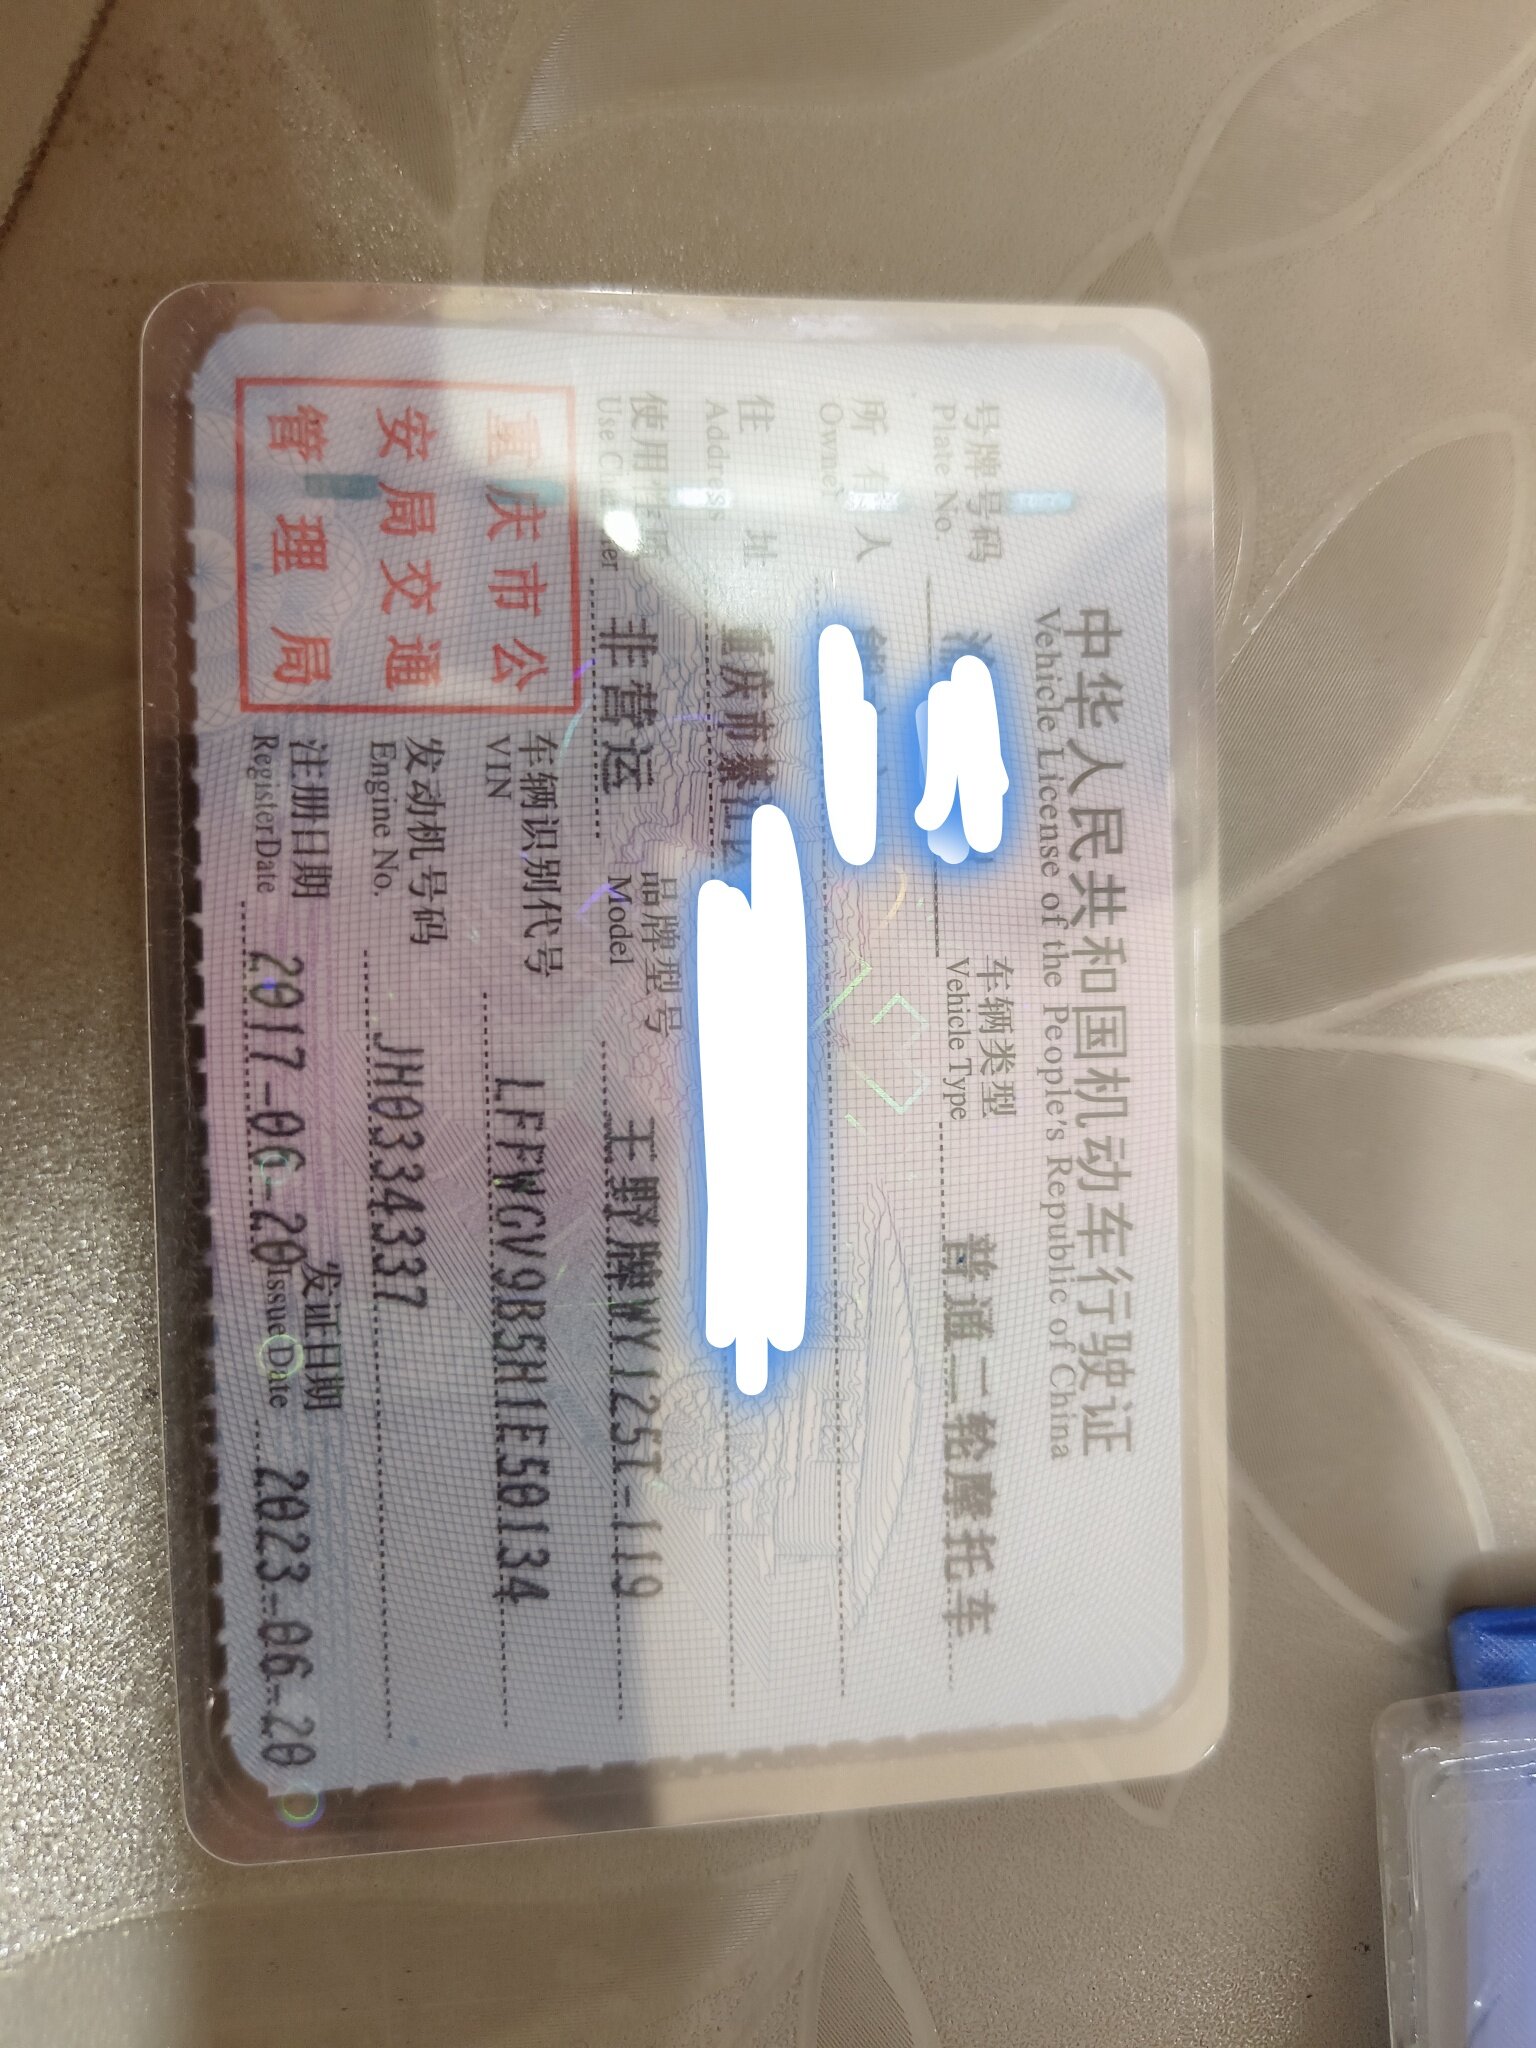 中华人民共和国机动车行驶证
Vehicle License of the People's Republic of China
号牌号码
Plate No.
车辆类型
Vehicle Type
普通二轮摩托车
所有人
Owner
住址
Address
重庆市綦江区
使用性质
Use Character
非营运
品牌型号
Model
王野牌WY125T-119
重庆市公
安局交通
管理局
车辆识别代号
VIN
LFFWGV9B5H1E50134
发动机号码
Engine No.
JH0334337
注册日期
Register Date
2017-06-20
发证日期
Issue Date
2023-06-20